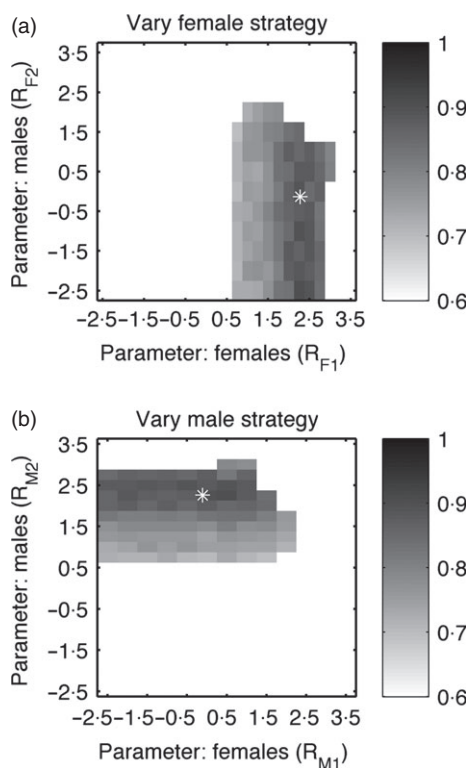 (a)
Vary female strategy
Parameter: males (R_F2)
3·5
2·5
1·5
0·5
−0·5
−1·5
−2·5
−2·5 −1·5 −0·5 0·5 1·5 2·5 3·5
Parameter: females (R_F1)
1
0·9
0·8
0·7
0·6
(b)
Vary male strategy
Parameter: males (R_M2)
3·5
2·5
1·5
0·5
−0·5
−1·5
−2·5
−2·5 −1·5 −0·5 0·5 1·5 2·5 3·5
Parameter: females (R_M1)
1
0·9
0·8
0·7
0·6